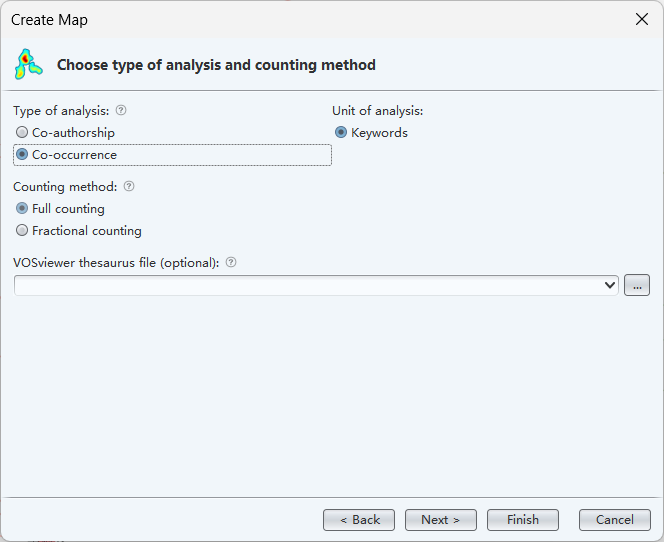 Create Map
Choose type of analysis and counting method
Type of analysis:
Unit of analysis:
Co-authorship
Keywords
Co-occurrence
Counting method:
Full counting
Fractional counting
VOSviewer thesaurus file (optional):
...
< Back
Next >
Finish
Cancel